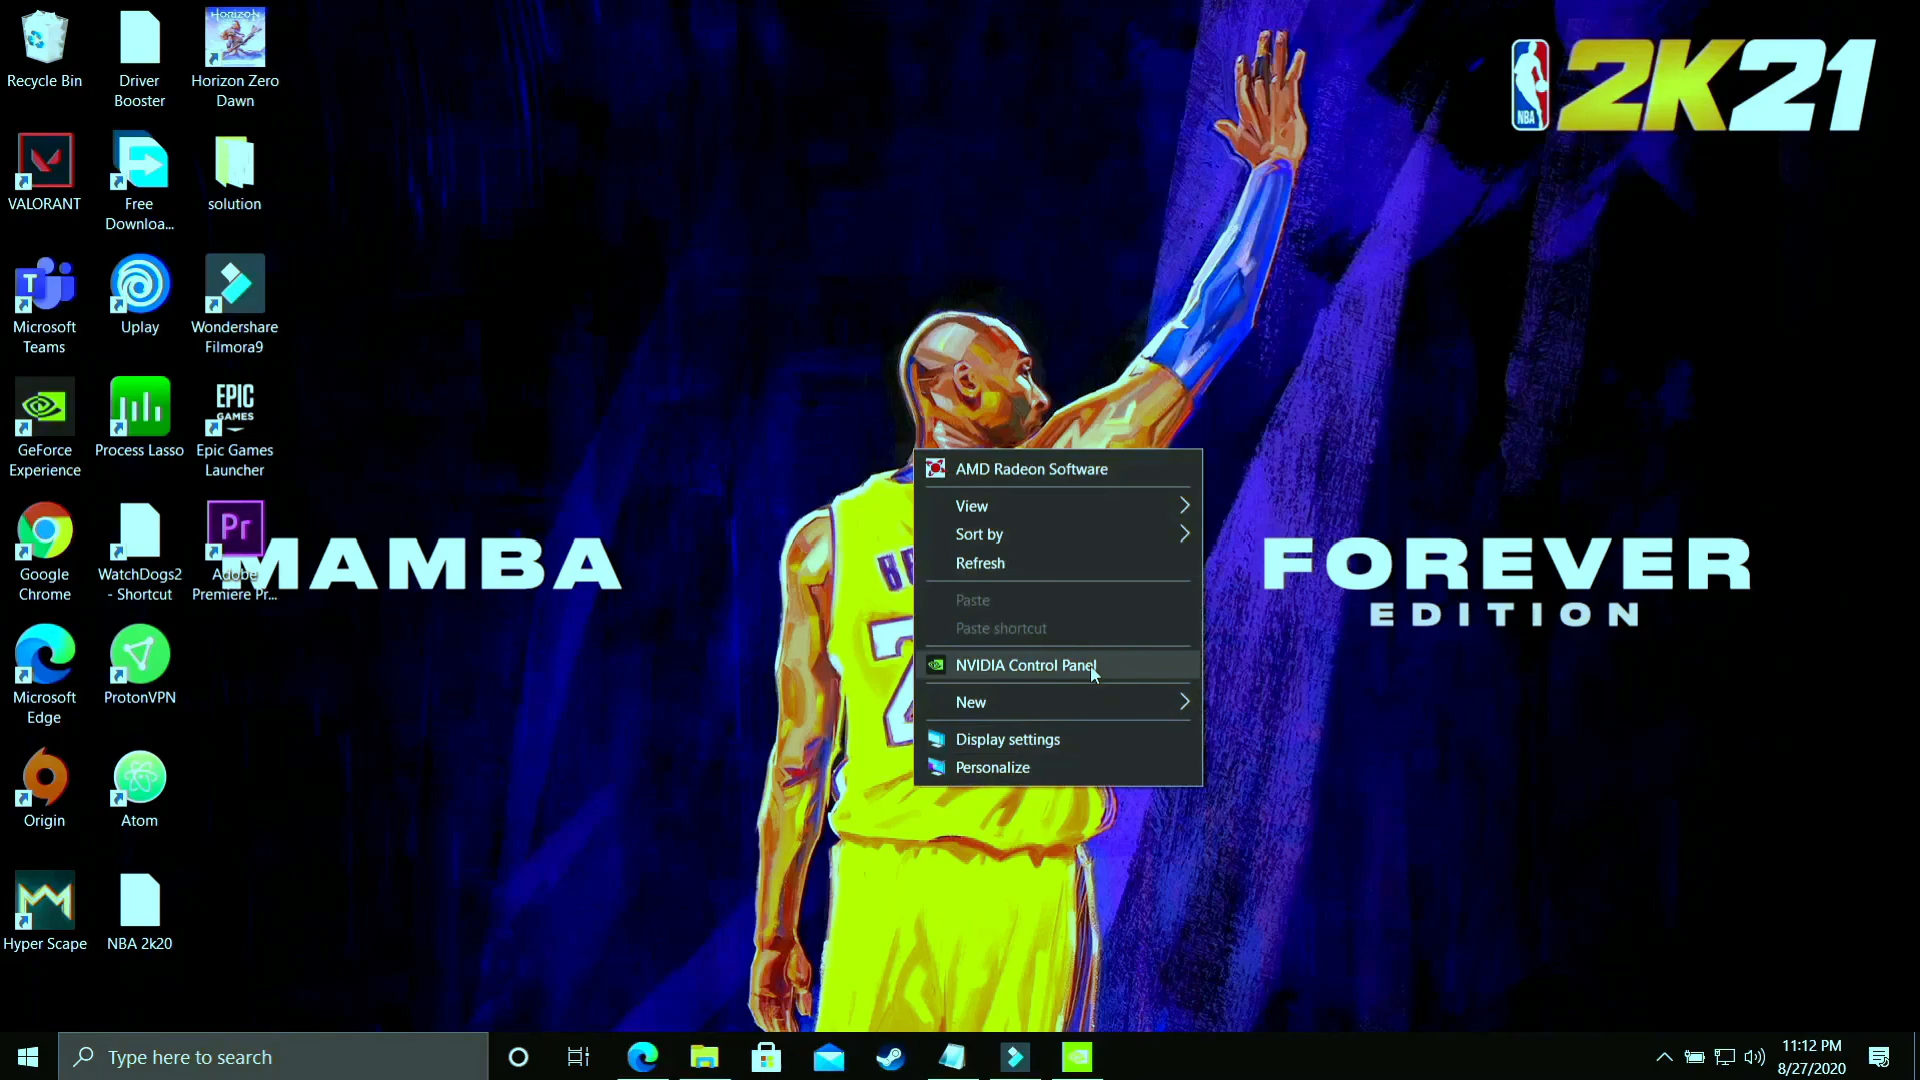 Recycle Bin
Driver
Booster
HORIZON
Horizon Zero
Dawn
VALORANT
Free
Downloa...
solution
T
Microsoft
Teams
Uplay
Wondershare
Filmora9
GeForce
Experience
Process Lasso
EPIC
GAMES
Epic Games
Launcher
Google
Chrome
WatchDogs2
- Shortcut
Pr
Adobe
Premiere Pr...
Microsoft
Edge
ProtonVPN
Origin
Atom
Hyper Scape
NBA 2k20
NBA
2K21
MAMBA
FOREVER
EDITION
AMD Radeon Software
View
Sort by
Refresh
Paste
Paste shortcut
NVIDIA Control Panel
New
Display settings
Personalize
Type here to search
11:12 PM
8/27/2020